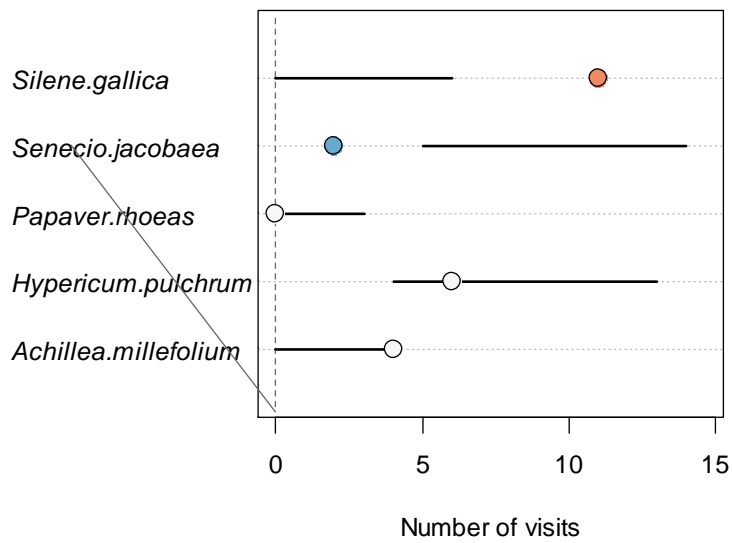 Silene.gallica
Senecio.jacobaea
Papaver.rhoeas
Hypericum.pulchrum
Achillea.millefolium
0 5 10 15
Number of visits